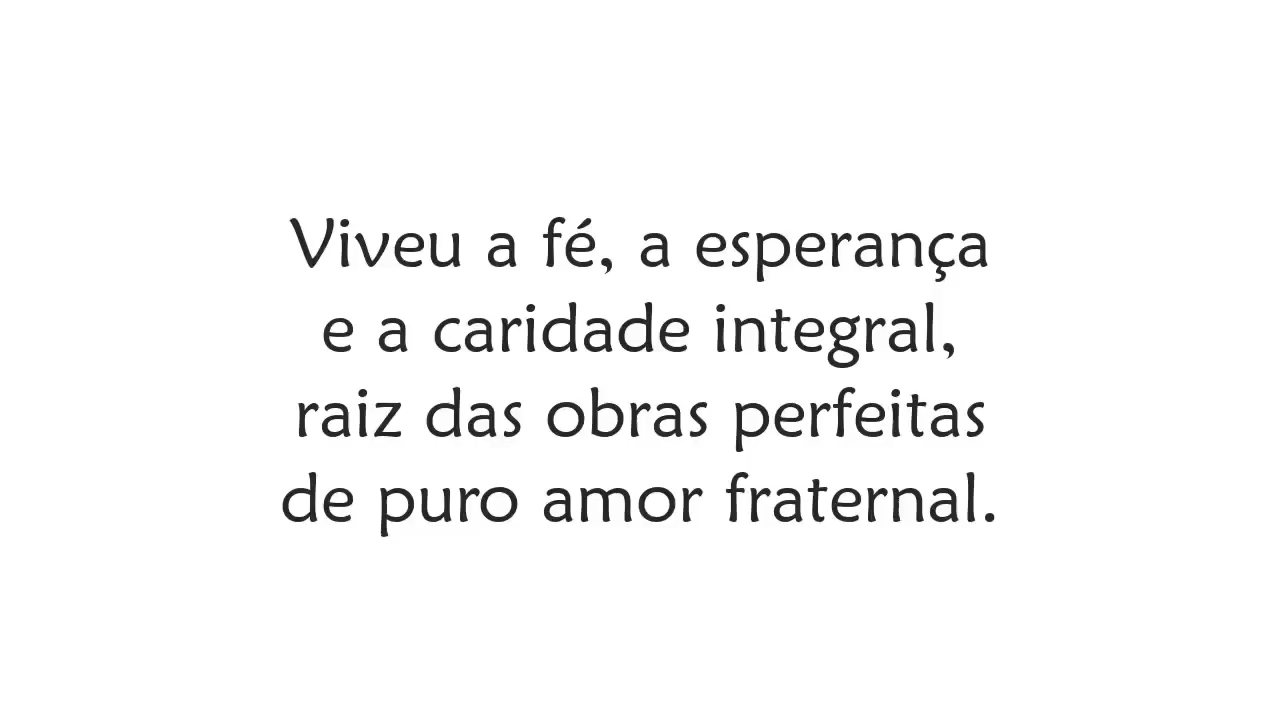 Viveu a fé, a esperança
e a caridade integral,
raiz das obras perfeitas
de puro amor fraternal.